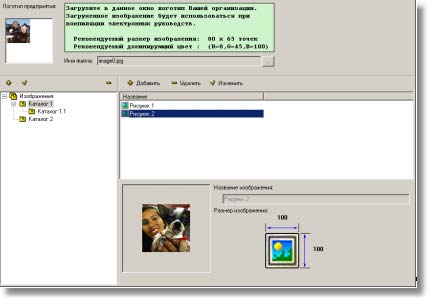 Логотип предприятия:
Загрузите в данное окно логотип Вашей организации.
Загруженное изображение будет использоваться при
компиляции электронных руководств.
Рекомендуемый размер изображения: 80 x 65 точек
Рекомендуемый доминирующий цвет : (R=0,G=45,B=180)
Имя файла: image0.jpg ...
Добавить Удалить Изменить
Изображения
Каталог 1
Каталог 1.1
Каталог 2
Название
Рисунок 1
Рисунок 2
Название изображения:
Рисунок 2
Размер изображения:
100
100